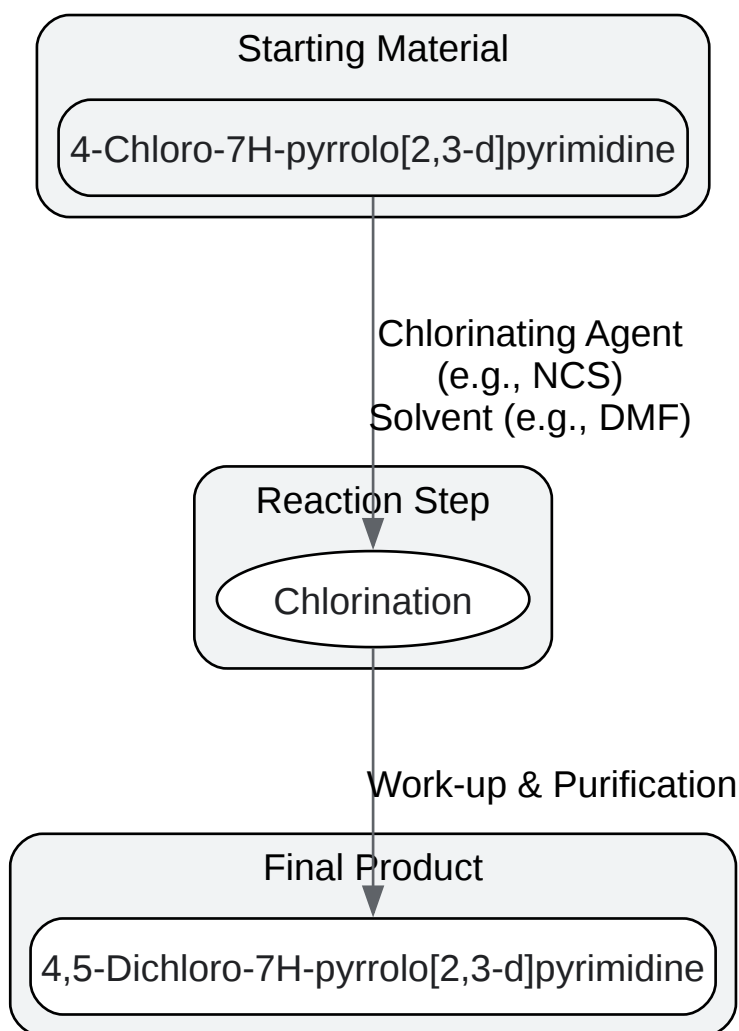 Starting Material
4-Chloro-7H-pyrrolo[2,3-d]pyrimidine
Chlorinating Agent
(e.g., NCS)
Solvent (e.g., DMF)
Reaction Step
Chlorination
Work-up & Purification
Final Product
4,5-Dichloro-7H-pyrrolo[2,3-d]pyrimidine